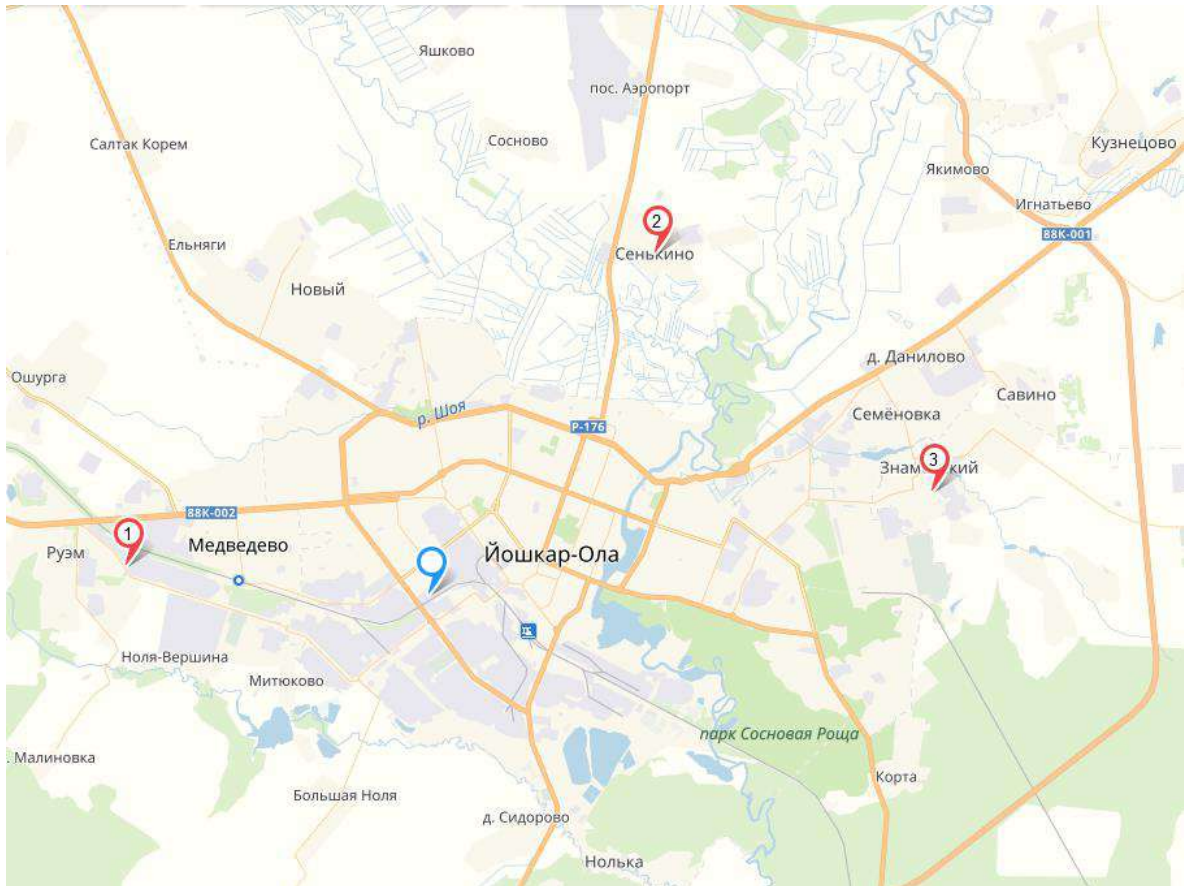 Яшково
пос. Аэропорт
Салтак Корем
Сосново
Кузнецово
Якимово
Игнатьево
88К-001
2
Сенькино
Ельняги
Новый
д. Данилово
Ошурга
Савино
р. Шоя
Семёновка
Р-176
3
88К-002
1
Руэм
Медведево
Йошкар-Ола
Ноля-Вершина
Митюково
парк Сосновая Роща
. Малиновка
Корта
Большая Ноля
д. Сидорово
Нолька